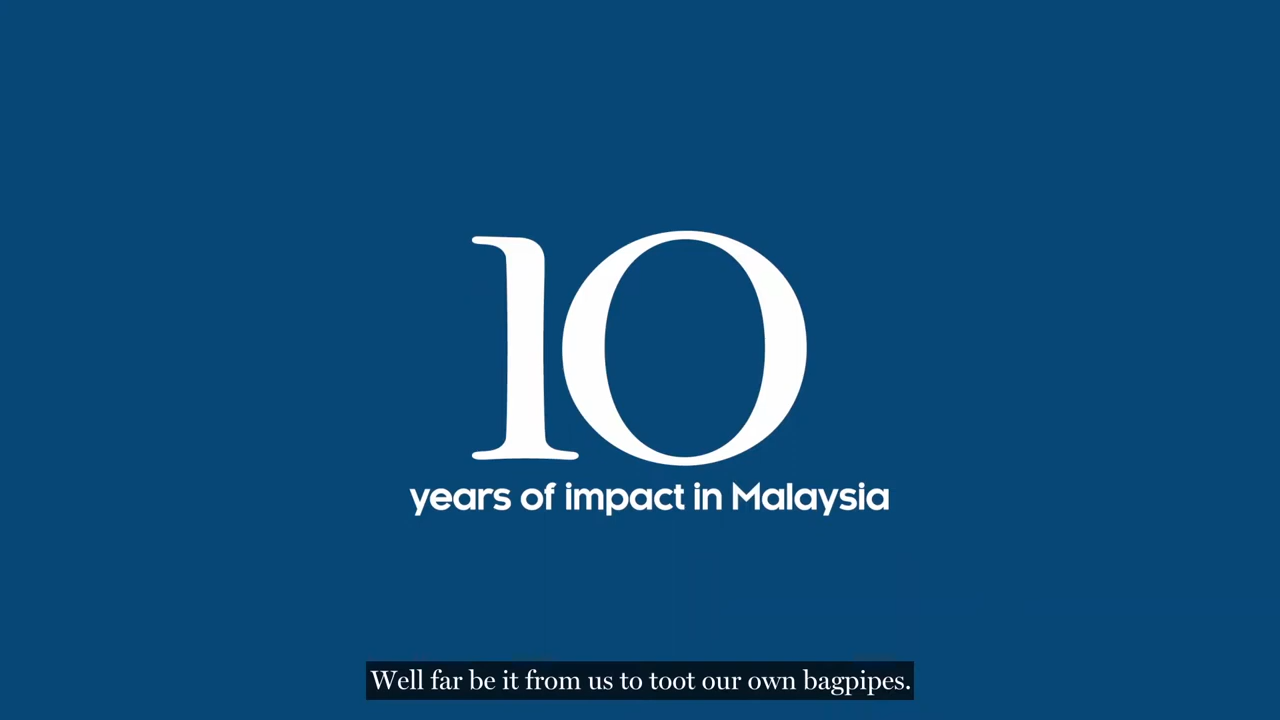 10
years of impact in Malaysia
Well far be it from us to toot our own bagpipes.